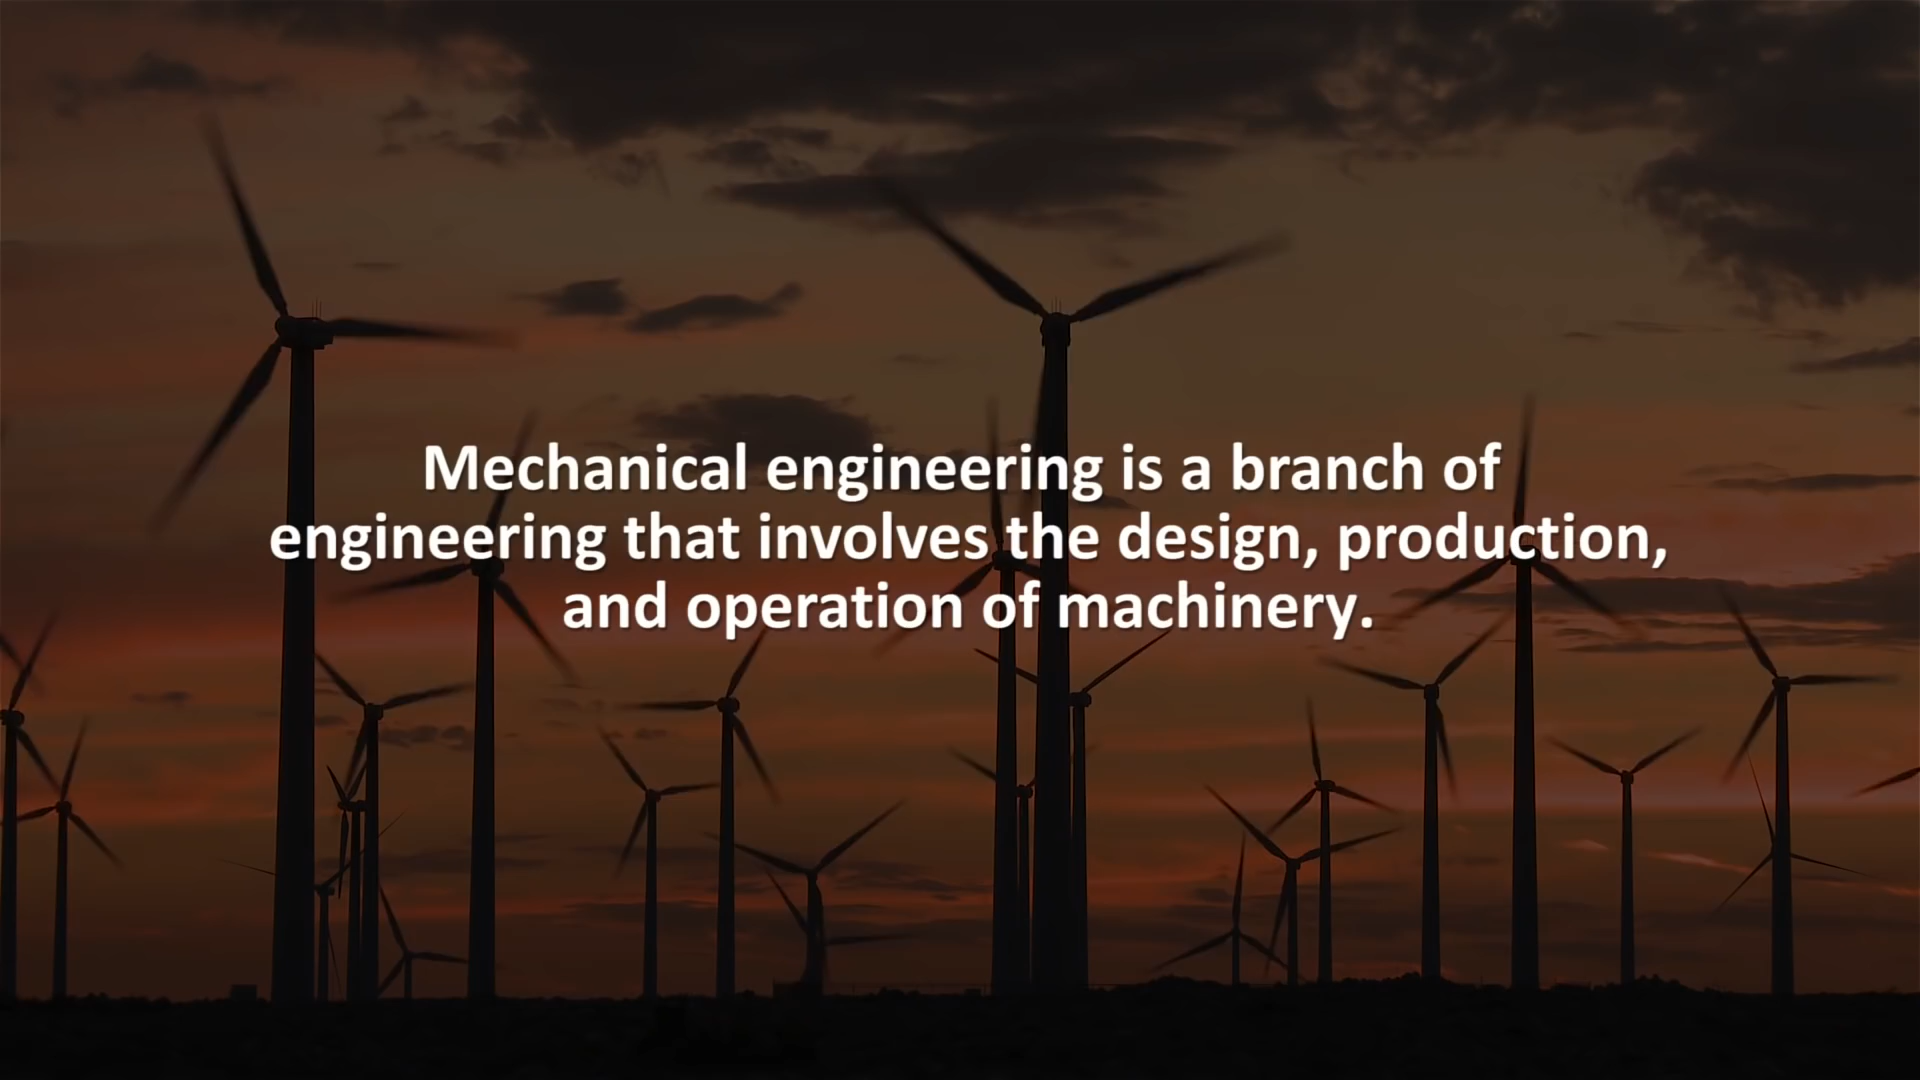 Mechanical engineering is a branch of
engineering that involves the design, production,
and operation of machinery.